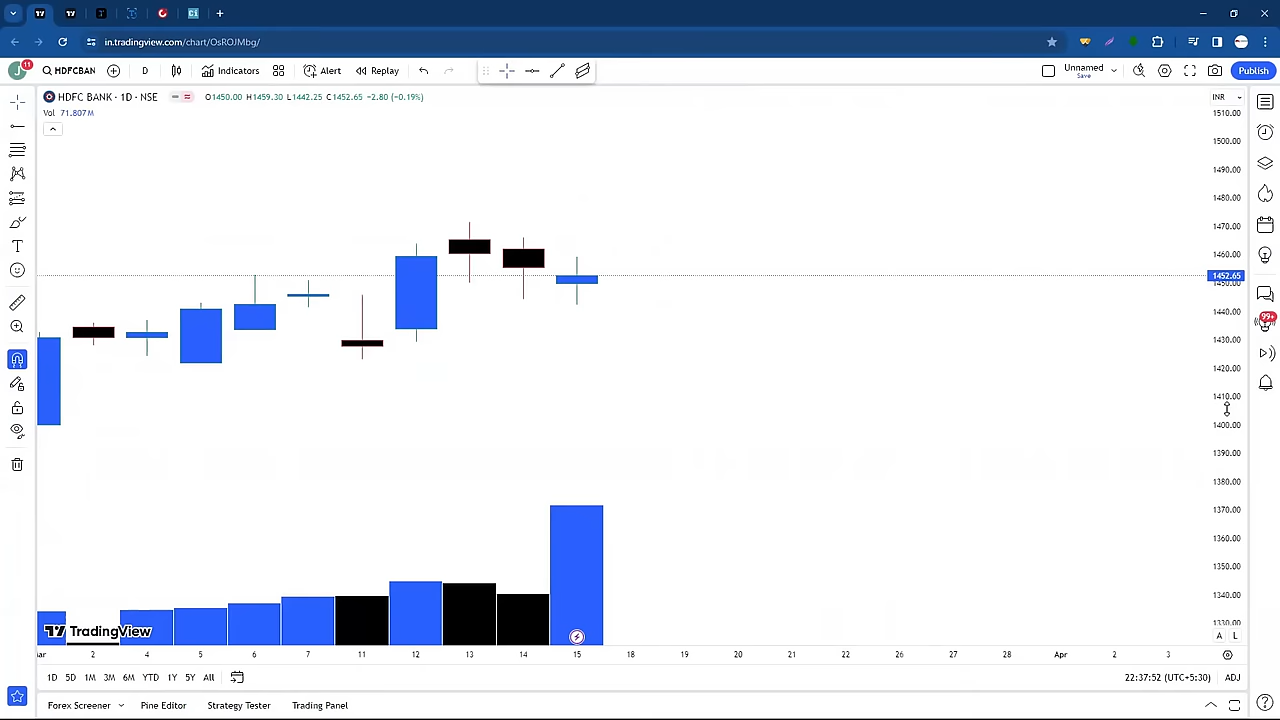 Ci
in.tradingview.com/chart/OsROJMbg/
J 11 HDFCBAN D Indicators Alert Replay Unnamed Save Publish
HDFC BANK · 1D · NSE O1450.00 H1459.30 L1442.25 C1452.65 −2.80 (−0.19%) INR
Vol 71.807 M
1510.00
1500.00
1490.00
1480.00
1470.00
1460.00
1452.65
1450.00
1440.00
99+
1430.00
1420.00
1410.00
1400.00
1390.00
1380.00
1370.00
1360.00
1350.00
1340.00
1330.00
TradingView
A L
2 4 5 6 7 11 12 13 14 15 18 19 20 21 22 26 27 28 Apr 2 3
1D 5D 1M 3M 6M YTD 1Y 5Y All 22:37:52 (UTC+5:30) ADJ
Forex Screener Pine Editor Strategy Tester Trading Panel